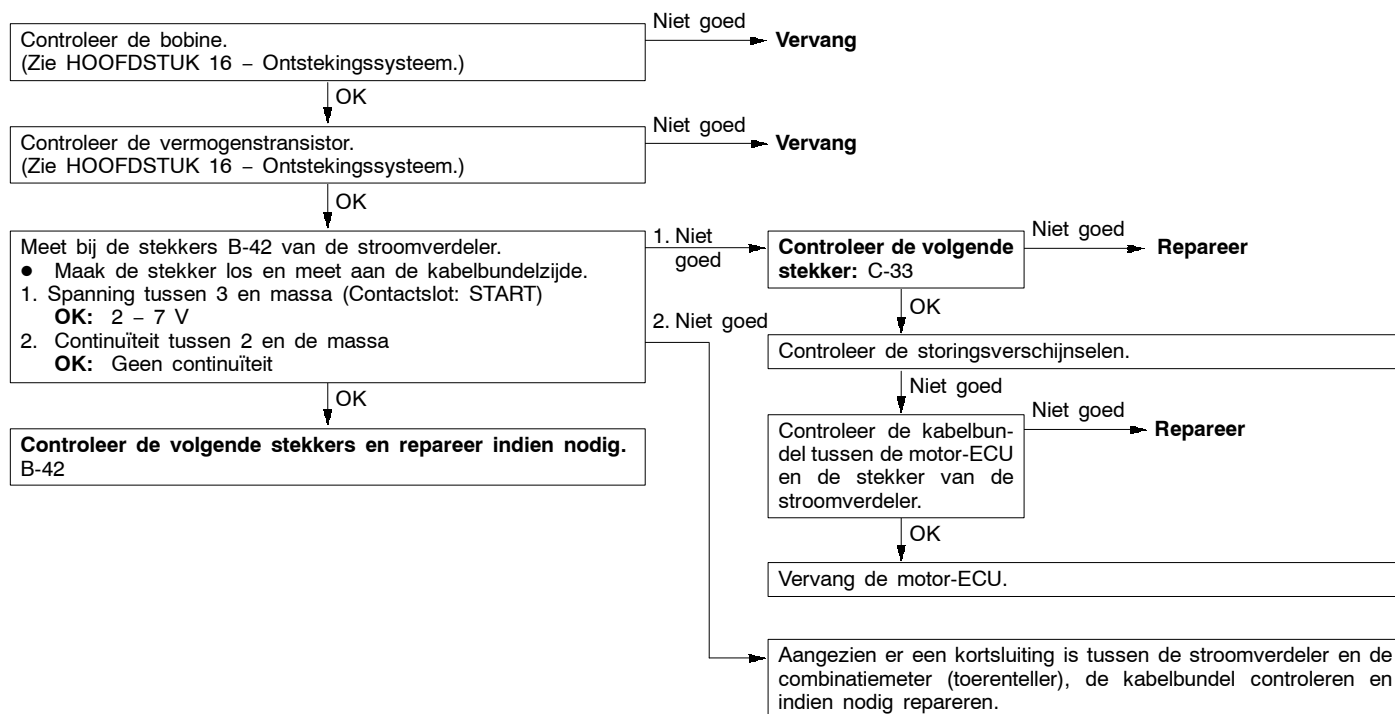 Controleer de bobine.
(Zie HOOFDSTUK 16 – Ontstekingssysteem.)
Niet goed
Vervang
OK
Controleer de vermogenstransistor.
(Zie HOOFDSTUK 16 – Ontstekingssysteem.)
Niet goed
Vervang
OK
Meet bij de stekkers B-42 van de stroomverdeler.
● Maak de stekker los en meet aan de kabelbundelzijde.
1. Spanning tussen 3 en massa (Contactslot: START)
OK: 2 – 7 V
2. Continuïteit tussen 2 en de massa
OK: Geen continuïteit
OK
Controleer de volgende stekkers en repareer indien nodig.
B-42
1. Niet
goed
Controleer de volgende
stekker: C-33
Niet goed
Repareer
OK
2. Niet goed
Controleer de storingsverschijnselen.
Niet goed
Controleer de kabelbun-
del tussen de motor-ECU
en de stekker van de
stroomverdeler.
Niet goed
Repareer
OK
Vervang de motor-ECU.
Aangezien er een kortsluiting is tussen de stroomverdeler en de
combinatiemeter (toerenteller), de kabelbundel controleren en
indien nodig repareren.